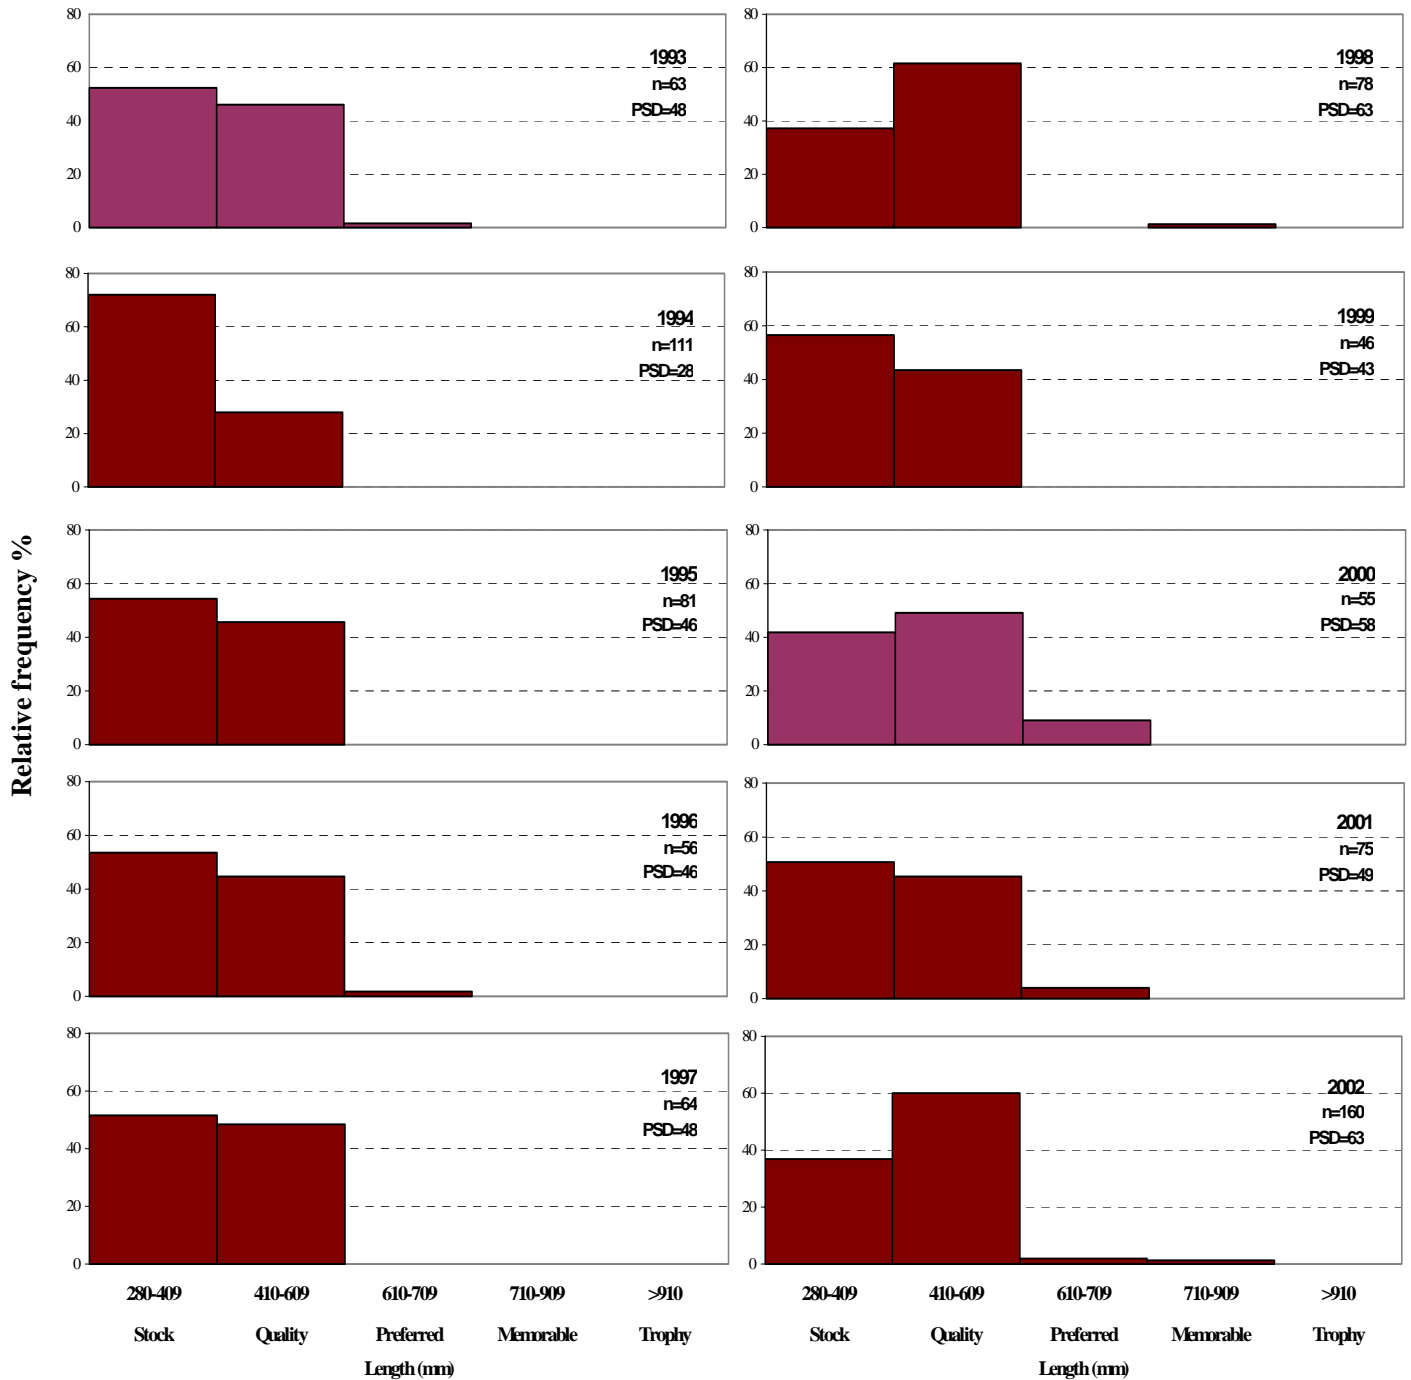 Relative frequency %
80
60
40
20
0
1993
n=63
PSD=48
80
60
40
20
0
1994
n=111
PSD=28
80
60
40
20
0
1995
n=81
PSD=46
80
60
40
20
0
1996
n=56
PSD=46
80
60
40
20
0
1997
n=64
PSD=48
280-409 410-609 610-709 710-909 >910
Stock Quality Preferred Memorable Trophy
Length (mm)
80
60
40
20
0
1998
n=78
PSD=63
80
60
40
20
0
1999
n=46
PSD=43
80
60
40
20
0
2000
n=55
PSD=58
80
60
40
20
0
2001
n=75
PSD=49
80
60
40
20
0
2002
n=160
PSD=63
280-409 410-609 610-709 710-909 >910
Stock Quality Preferred Memorable Trophy
Length (mm)